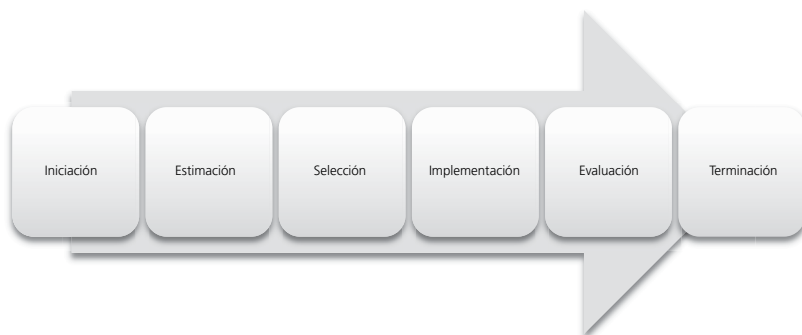 Iniciación
Estimación
Selección
Implementación
Evaluación
Terminación